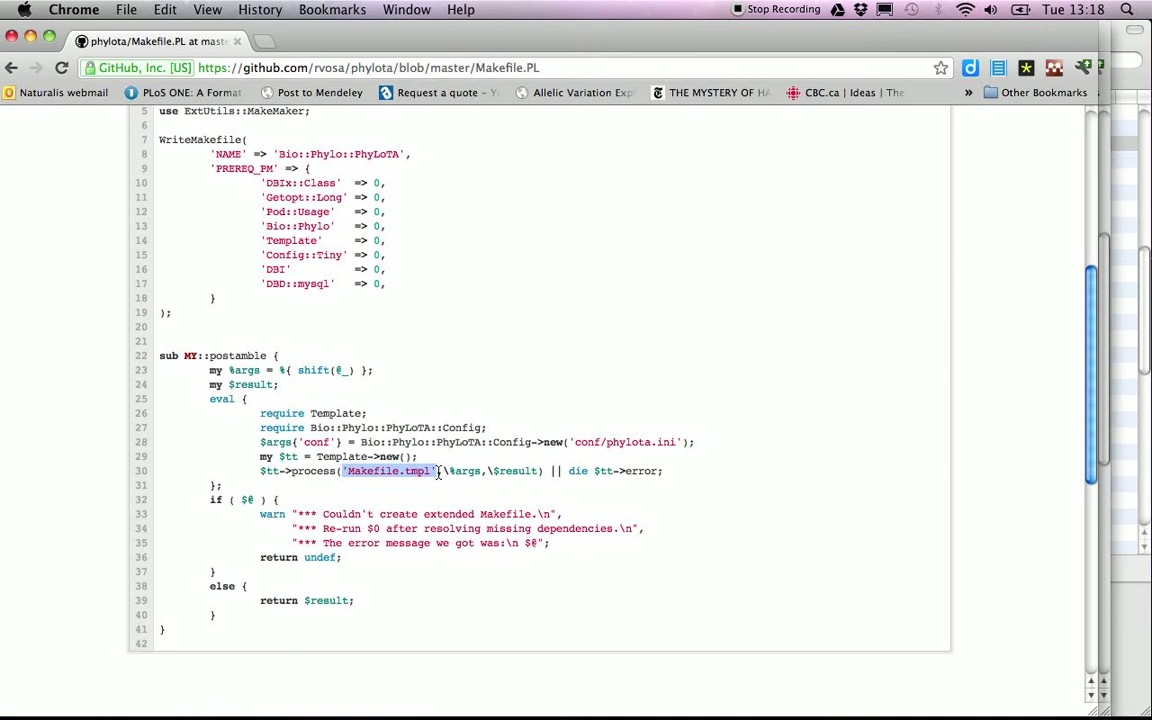 Chrome File Edit View History Bookmarks Window Help Stop Recording Tue 13:18
phylota/Makefile.PL at mast
GitHub, Inc. [US] https://github.com/rvosa/phylota/blob/master/Makefile.PL
Naturalis webmail PLoS ONE: A Format Post to Mendeley Request a quote - Yo Allelic Variation Exp THE MYSTERY OF HA CBC.ca | Ideas | The » Other Bookmarks
5 use ExtUtils::MakeMaker;
6
7 WriteMakefile(
8 'NAME' => 'Bio::Phylo::PhyLoTA',
9 'PREREQ_PM' => {
10 'DBIx::Class' => 0,
11 'Getopt::Long' => 0,
12 'Pod::Usage' => 0,
13 'Bio::Phylo' => 0,
14 'Template' => 0,
15 'Config::Tiny' => 0,
16 'DBI' => 0,
17 'DBD::mysql' => 0,
18 }
19 );
20
21
22 sub MY::postamble {
23 my %args = %{ shift(@_) };
24 my $result;
25 eval {
26 require Template;
27 require Bio::Phylo::PhyLoTA::Config;
28 $args{'conf'} = Bio::Phylo::PhyLoTA::Config->new('conf/phylota.ini');
29 my $tt = Template->new();
30 $tt->process('Makefile.tmpl',\%args,\$result) || die $tt->error;
31 };
32 if ( $@ ) {
33 warn "*** Couldn't create extended Makefile.\n",
34 "*** Re-run $0 after resolving missing dependencies.\n",
35 "*** The error message we got was:\n $@";
36 return undef;
37 }
38 else {
39 return $result;
40 }
41 }
42